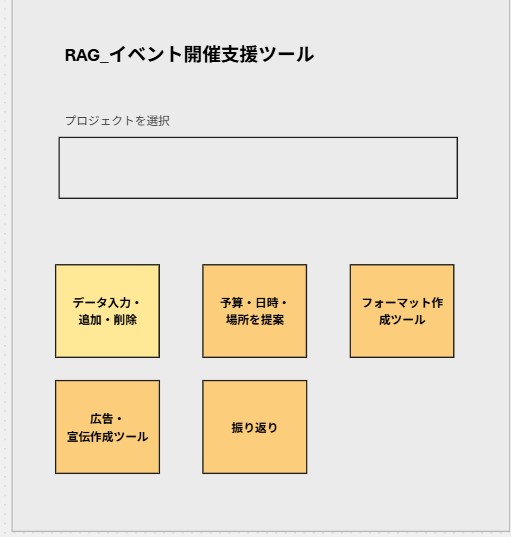 RAG_イベント開催支援ツール
プロジェクトを選択
データ入力・
追加・削除
予算・日時・
場所を提案
フォーマット作
成ツール
広告・
宣伝作成ツール
振り返り